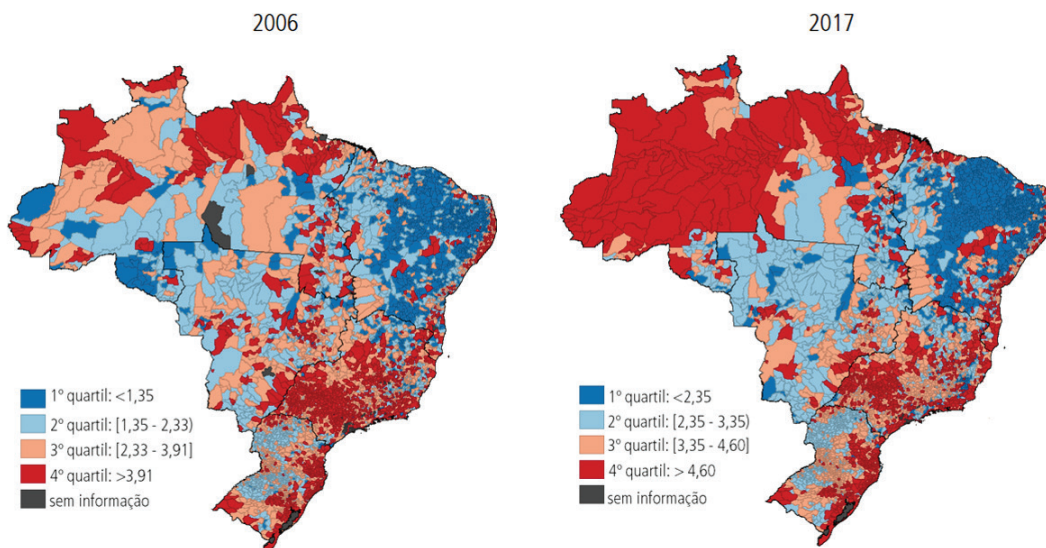 2006
1º quartil: <1,35
2º quartil: [1,35 - 2,33)
3º quartil: [2,33 - 3,91]
4º quartil: >3,91
sem informação
2017
1º quartil: <2,35
2º quartil: [2,35 - 3,35)
3º quartil: [3,35 - 4,60]
4º quartil: > 4,60
sem informação